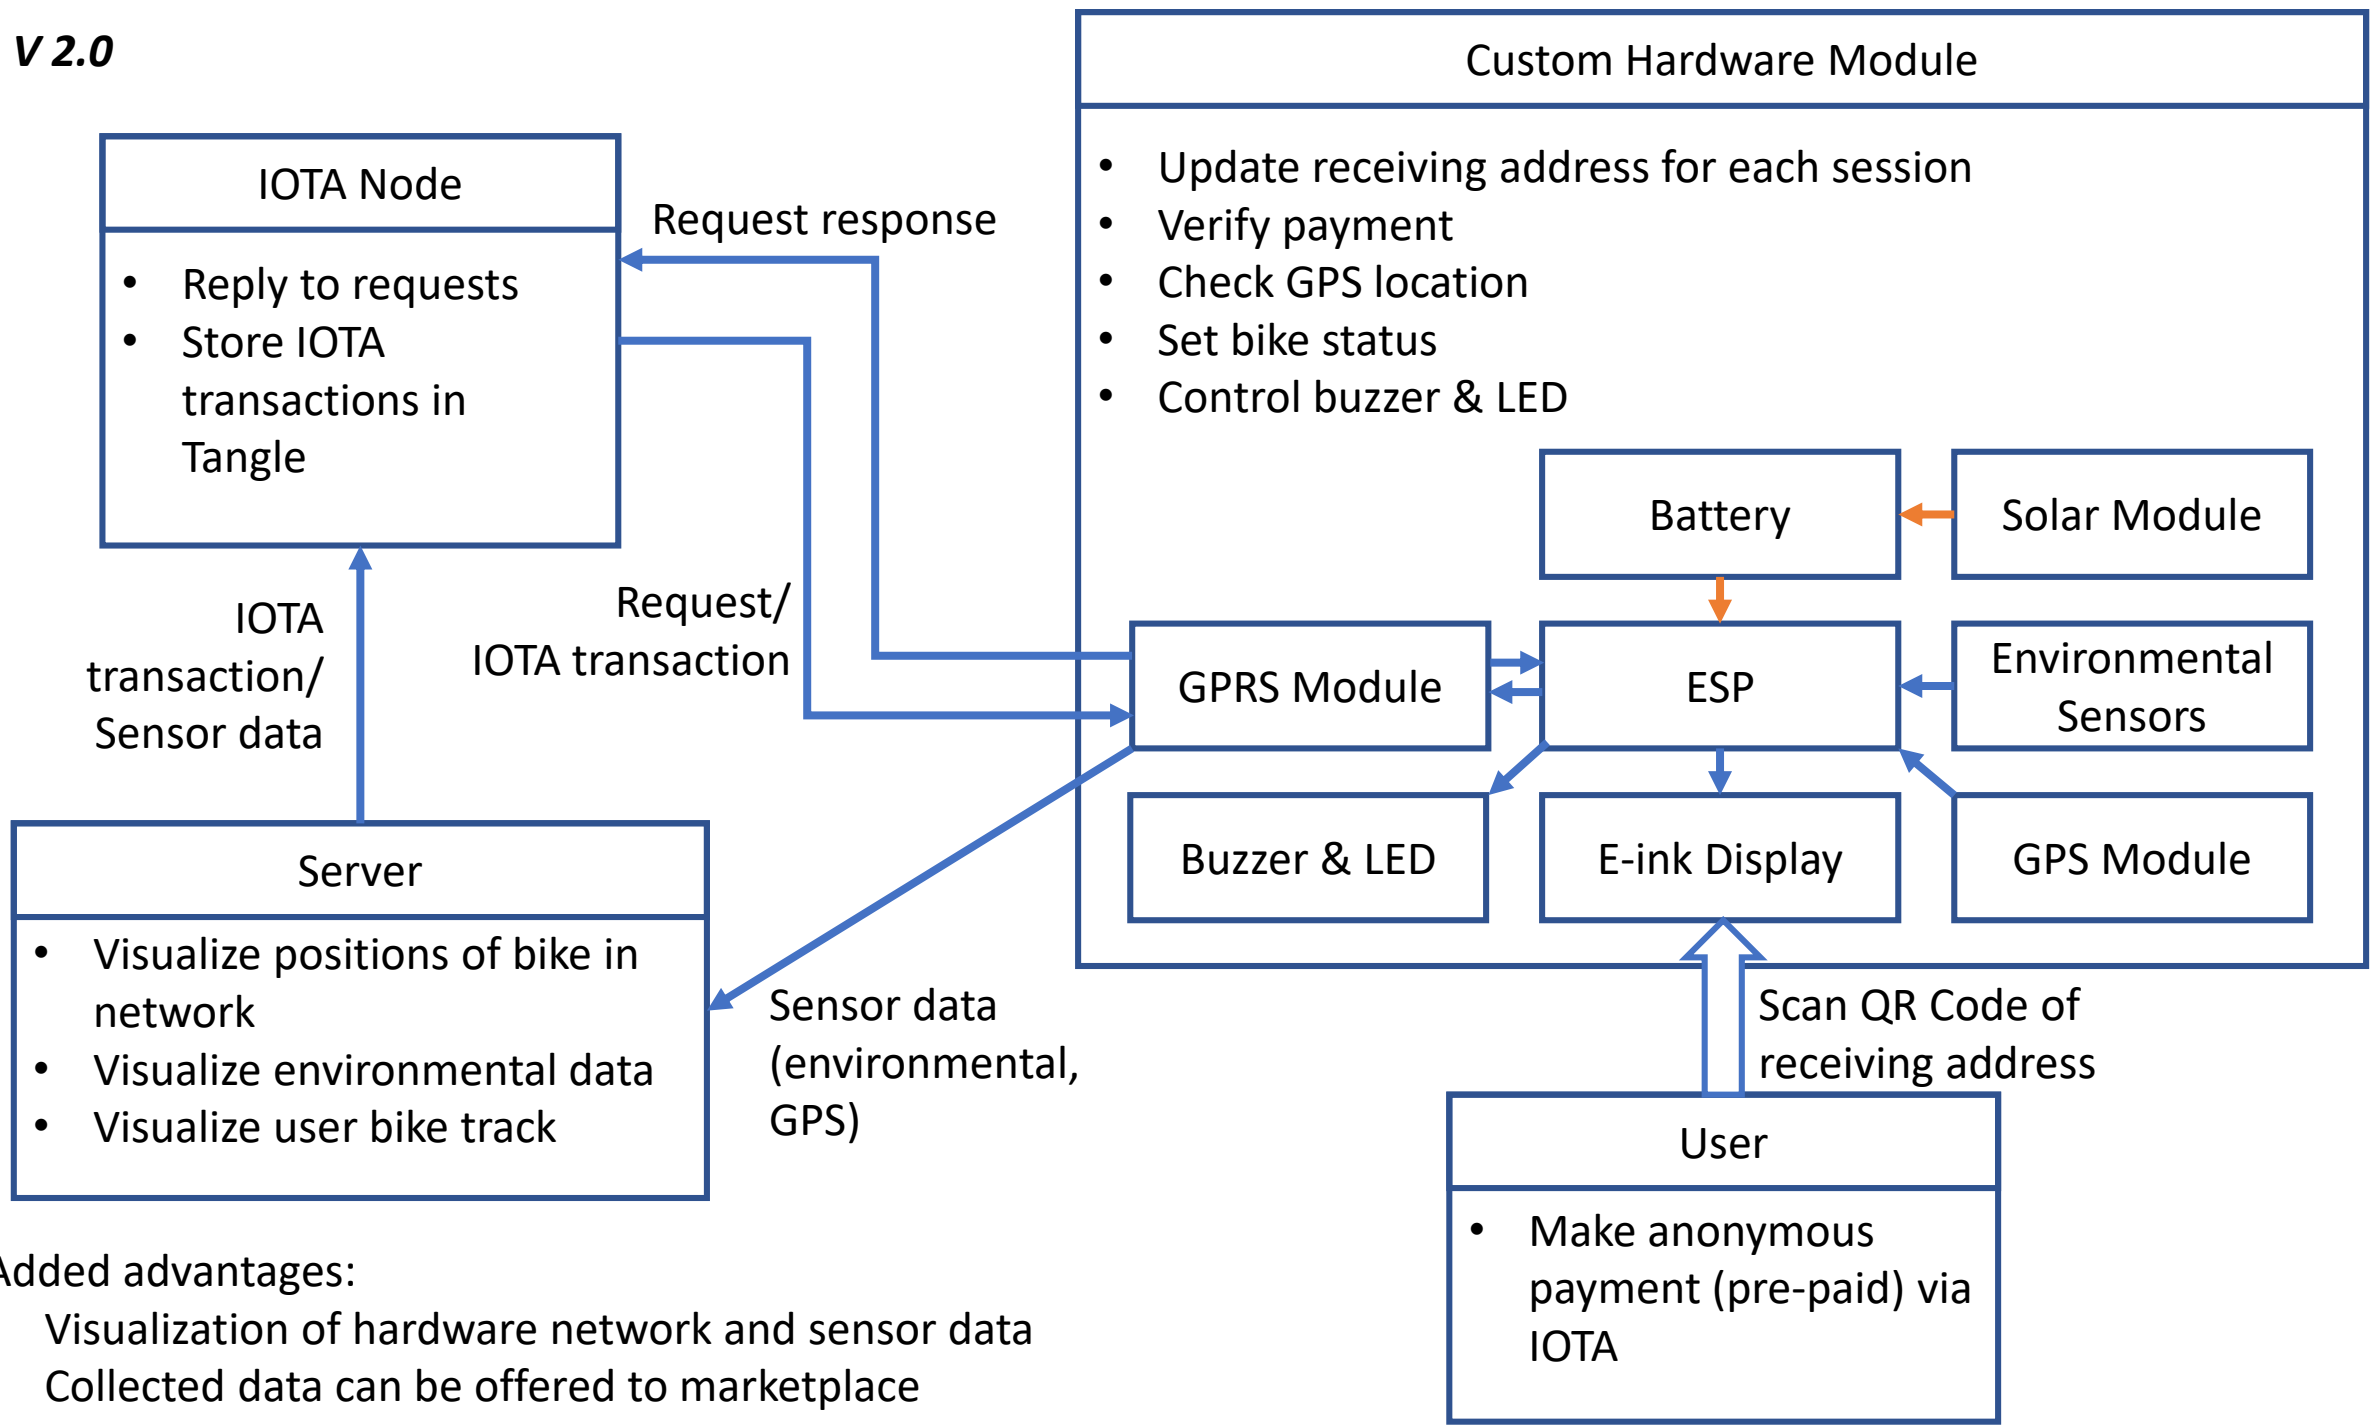 V 2.0
IOTA Node
• Reply to requests
• Store IOTA
transactions in
Tangle
Request response
Request/
IOTA transaction
IOTA
transaction/
Sensor data
Server
• Visualize positions of bike in
network
• Visualize environmental data
• Visualize user bike track
Sensor data
(environmental,
GPS)
Custom Hardware Module
• Update receiving address for each session
• Verify payment
• Check GPS location
• Set bike status
• Control buzzer & LED
Battery
Solar Module
GPRS Module
ESP
Environmental
Sensors
Buzzer & LED
E-ink Display
GPS Module
Scan QR Code of
receiving address
User
• Make anonymous
payment (pre-paid) via
IOTA
Added advantages:
Visualization of hardware network and sensor data
Collected data can be offered to marketplace